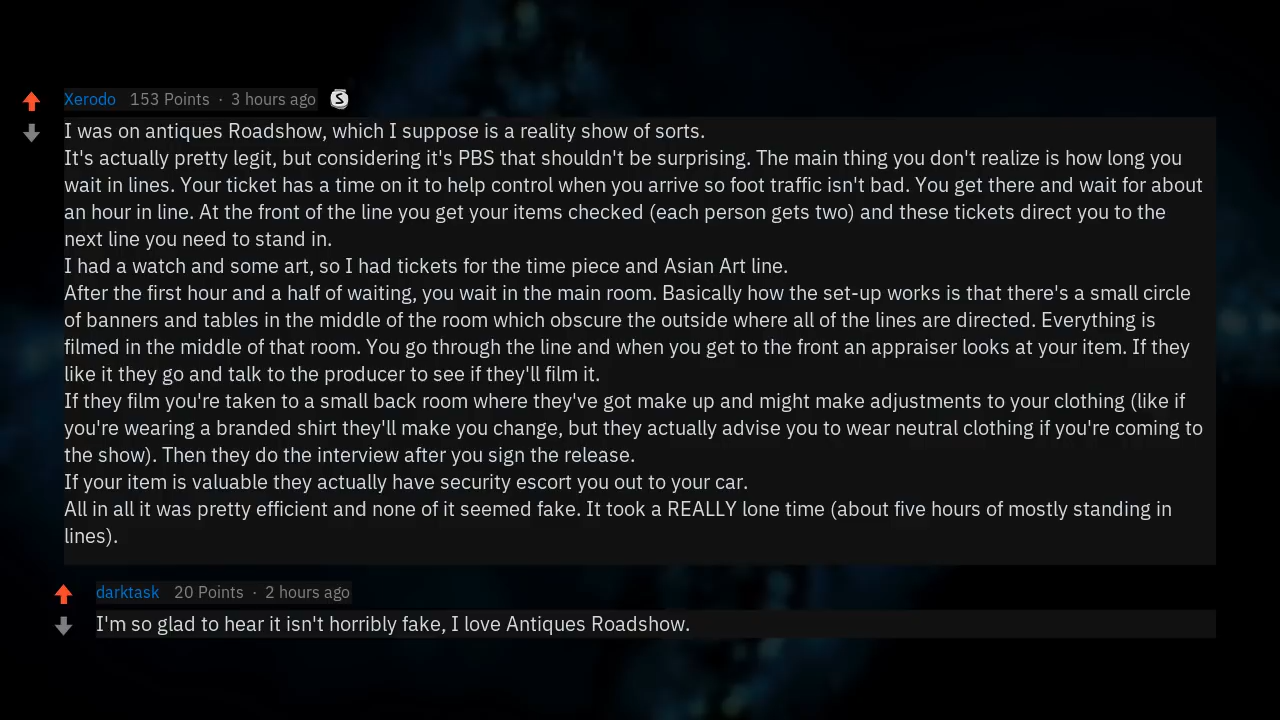 Xerodo 153 Points · 3 hours ago S
I was on antiques Roadshow, which I suppose is a reality show of sorts.
It's actually pretty legit, but considering it's PBS that shouldn't be surprising. The main thing you don't realize is how long you
wait in lines. Your ticket has a time on it to help control when you arrive so foot traffic isn't bad. You get there and wait for about
an hour in line. At the front of the line you get your items checked (each person gets two) and these tickets direct you to the
next line you need to stand in.
I had a watch and some art, so I had tickets for the time piece and Asian Art line.
After the first hour and a half of waiting, you wait in the main room. Basically how the set-up works is that there's a small circle
of banners and tables in the middle of the room which obscure the outside where all of the lines are directed. Everything is
filmed in the middle of that room. You go through the line and when you get to the front an appraiser looks at your item. If they
like it they go and talk to the producer to see if they'll film it.
If they film you're taken to a small back room where they've got make up and might make adjustments to your clothing (like if
you're wearing a branded shirt they'll make you change, but they actually advise you to wear neutral clothing if you're coming to
the show). Then they do the interview after you sign the release.
If your item is valuable they actually have security escort you out to your car.
All in all it was pretty efficient and none of it seemed fake. It took a REALLY lone time (about five hours of mostly standing in
lines).
darktask 20 Points · 2 hours ago
I'm so glad to hear it isn't horribly fake, I love Antiques Roadshow.